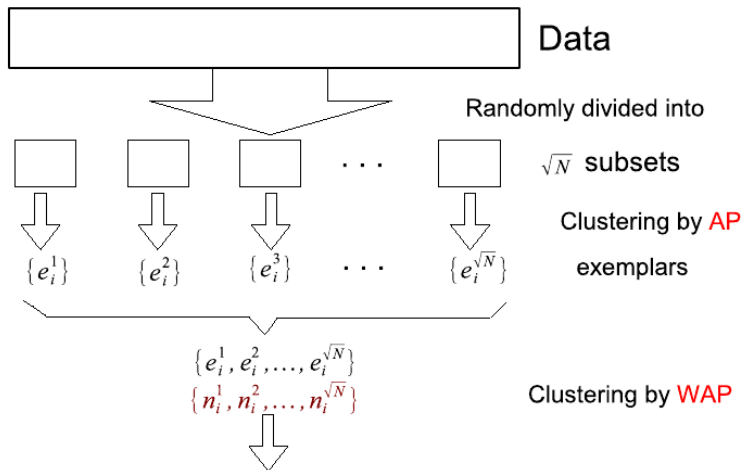 Data
Randomly divided into
. . . √N subsets
Clustering by AP
{e_i^1} {e_i^2} {e_i^3} . . . {e_i^√N} exemplars
{e_i^1, e_i^2, ..., e_i^√N}
{n_i^1, n_i^2, ..., n_i^√N} Clustering by WAP